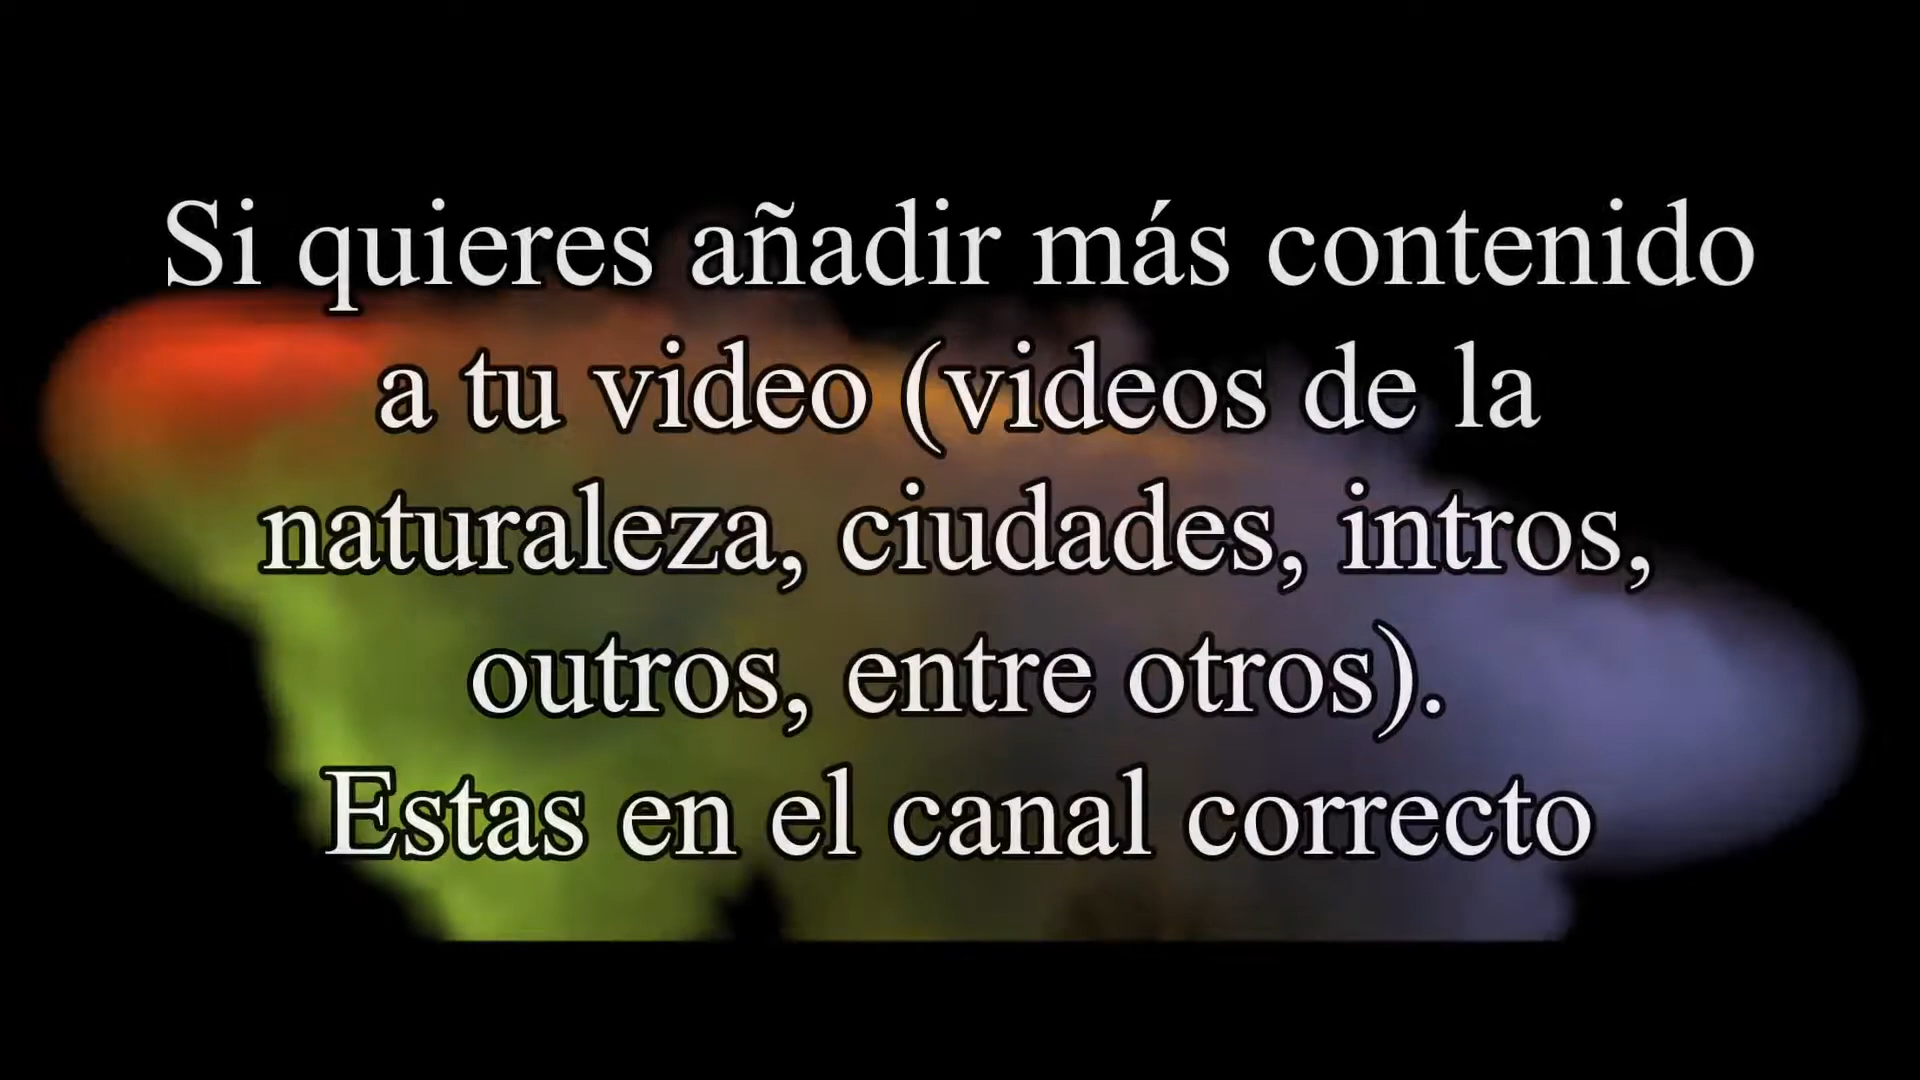 Si quieres añadir más contenido
a tu video (videos de la
naturaleza, ciudades, intros,
outros, entre otros).
Estas en el canal correcto